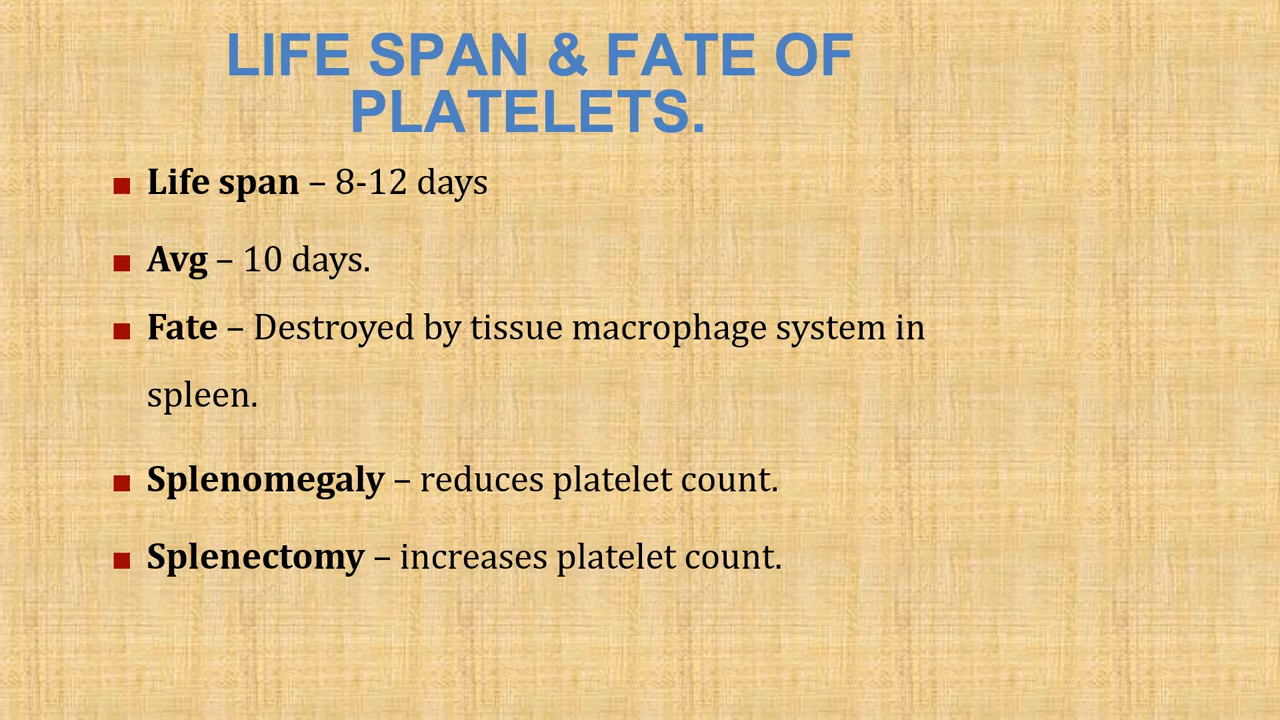 LIFE SPAN & FATE OF
PLATELETS.
■ Life span – 8-12 days
■ Avg – 10 days.
■ Fate – Destroyed by tissue macrophage system in
spleen.
■ Splenomegaly – reduces platelet count.
■ Splenectomy – increases platelet count.